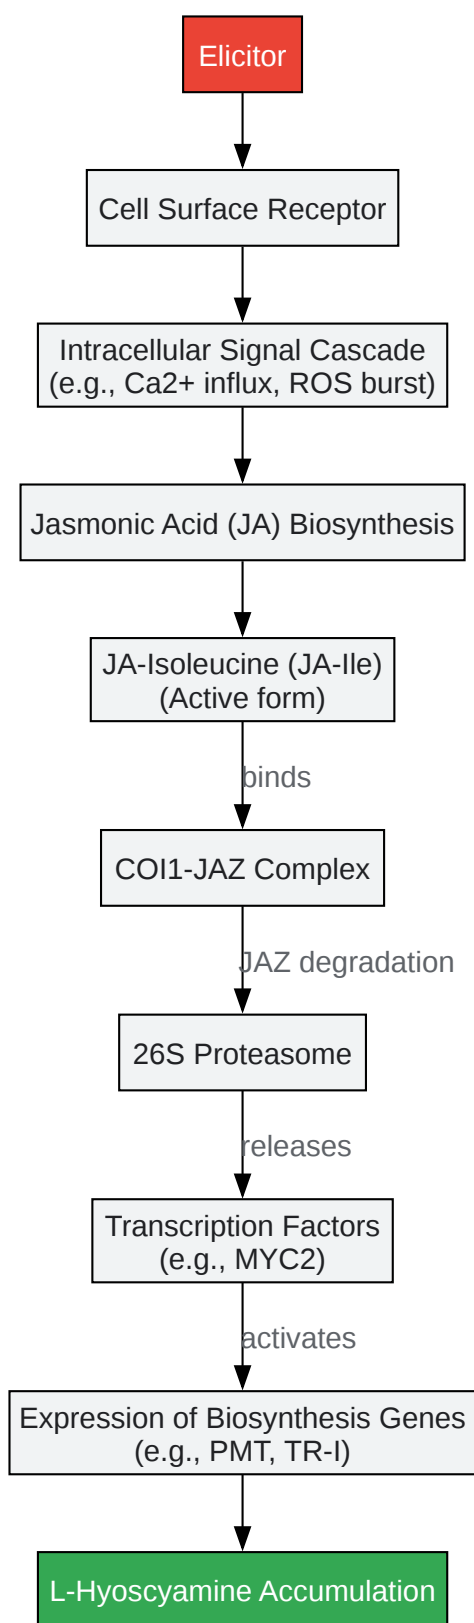 Elicitor
Cell Surface Receptor
Intracellular Signal Cascade
(e.g., Ca2+ influx, ROS burst)
Jasmonic Acid (JA) Biosynthesis
JA-Isoleucine (JA-Ile)
(Active form)
binds
COI1-JAZ Complex
JAZ degradation
26S Proteasome
releases
Transcription Factors
(e.g., MYC2)
activates
Expression of Biosynthesis Genes
(e.g., PMT, TR-I)
L-Hyoscyamine Accumulation